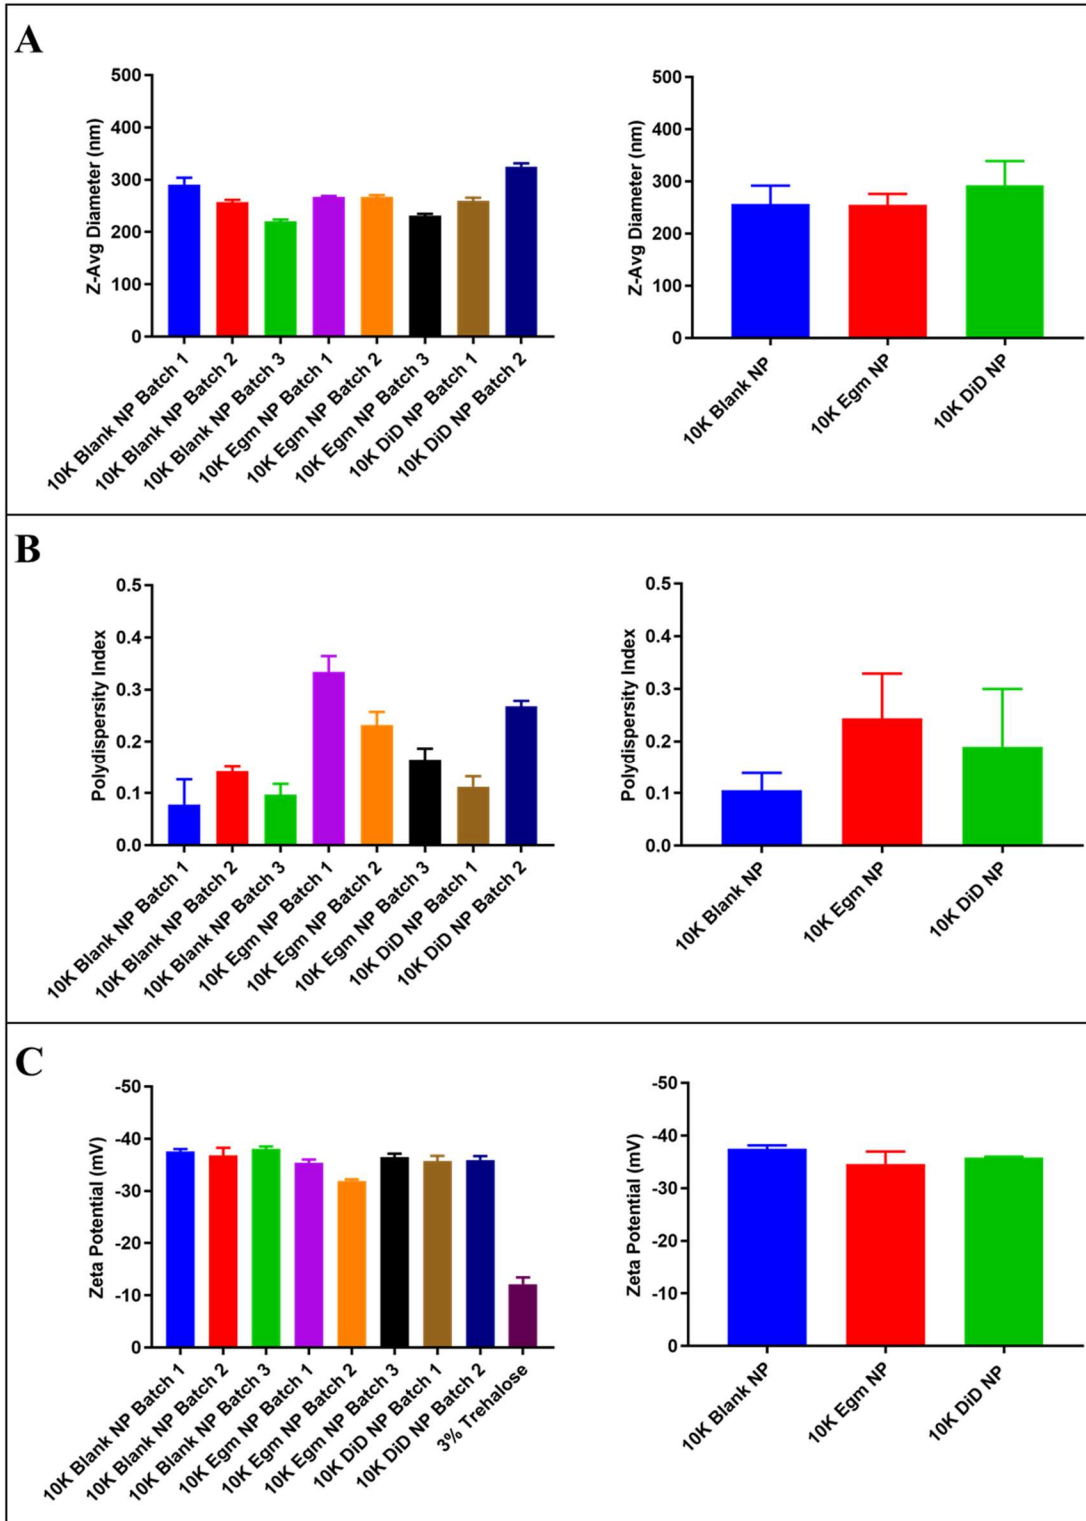 A
Z-Avg Diameter (nm)
500
400
300
200
100
0
10K Blank NP Batch 1
10K Blank NP Batch 2
10K Blank NP Batch 3
10K Egm NP Batch 1
10K Egm NP Batch 2
10K Egm NP Batch 3
10K DiD NP Batch 1
10K DiD NP Batch 2
Z-Avg Diameter (nm)
500
400
300
200
100
0
10K Blank NP
10K Egm NP
10K DiD NP
B
Polydispersity Index
0.5
0.4
0.3
0.2
0.1
0.0
10K Blank NP Batch 1
10K Blank NP Batch 2
10K Blank NP Batch 3
10K Egm NP Batch 1
10K Egm NP Batch 2
10K Egm NP Batch 3
10K DiD NP Batch 1
10K DiD NP Batch 2
Polydispersity Index
0.5
0.4
0.3
0.2
0.1
0.0
10K Blank NP
10K Egm NP
10K DiD NP
C
Zeta Potential (mV)
-50
-40
-30
-20
-10
0
10K Blank NP Batch 1
10K Blank NP Batch 2
10K Blank NP Batch 3
10K Egm NP Batch 1
10K Egm NP Batch 2
10K Egm NP Batch 3
10K DiD NP Batch 1
10K DiD NP Batch 2
3% Trehalose
Zeta Potential (mV)
-50
-40
-30
-20
-10
0
10K Blank NP
10K Egm NP
10K DiD NP